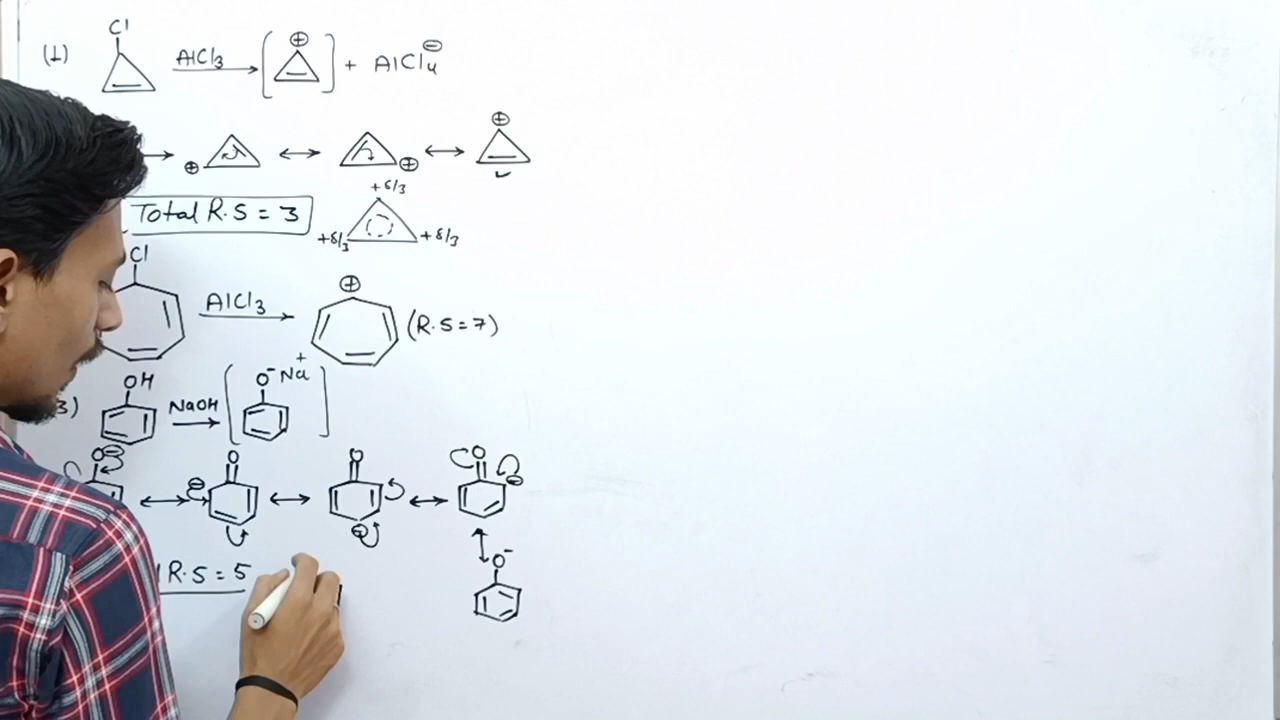 Cl
(1) AlCl3 ⊕ + AlCl4 ⊖
⊕ ⊕ ⊕
Total R.S = 3
+δ/3
+δ/3 +δ/3
Cl
AlCl3 ⊕ (R.S=7)
3) OH NaOH O- Na+
O⊖ O ⊖ O ⊖ O ⊖
R.S = 5
O-